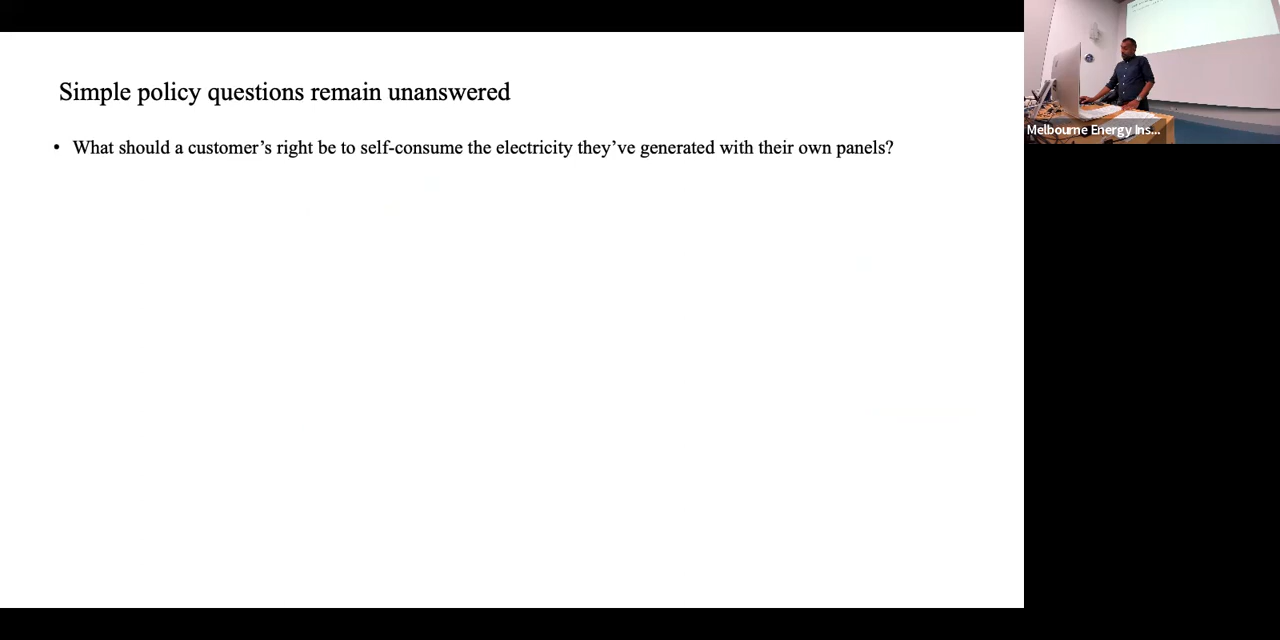 Simple policy questions remain unanswered
• What should a customer’s right be to self-consume the electricity they’ve generated with their own panels?
Melbourne Energy Ins...